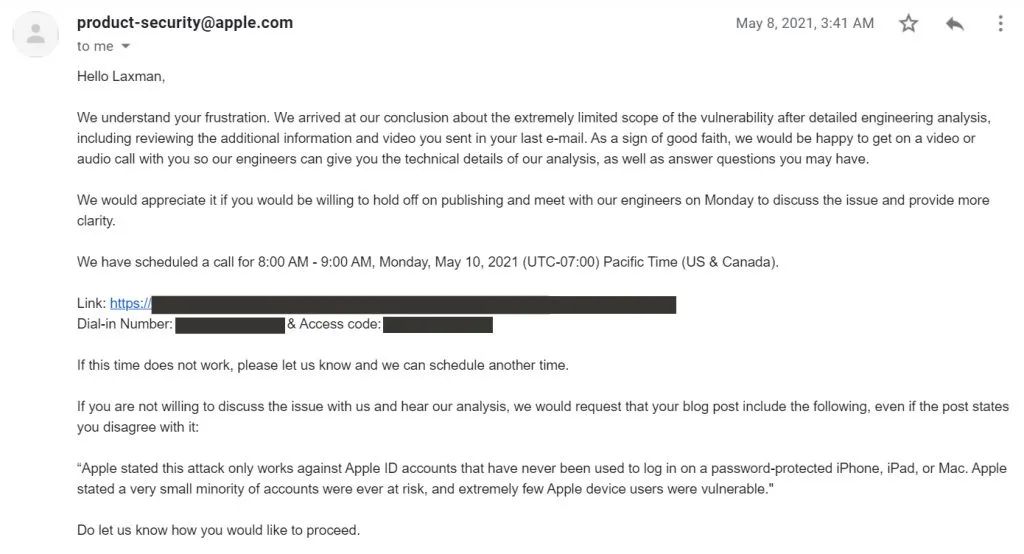 product-security@apple.com
May 8, 2021, 3:41 AM
to me
Hello Laxman,
We understand your frustration. We arrived at our conclusion about the extremely limited scope of the vulnerability after detailed engineering analysis,
including reviewing the additional information and video you sent in your last e-mail. As a sign of good faith, we would be happy to get on a video or
audio call with you so our engineers can give you the technical details of our analysis, as well as answer questions you may have.
We would appreciate it if you would be willing to hold off on publishing and meet with our engineers on Monday to discuss the issue and provide more
clarity.
We have scheduled a call for 8:00 AM - 9:00 AM, Monday, May 10, 2021 (UTC-07:00) Pacific Time (US & Canada).
Link: https://
Dial-in Number: & Access code:
If this time does not work, please let us know and we can schedule another time.
If you are not willing to discuss the issue with us and hear our analysis, we would request that your blog post include the following, even if the post states
you disagree with it:
“Apple stated this attack only works against Apple ID accounts that have never been used to log in on a password-protected iPhone, iPad, or Mac. Apple
stated a very small minority of accounts were ever at risk, and extremely few Apple device users were vulnerable."
Do let us know how you would like to proceed.